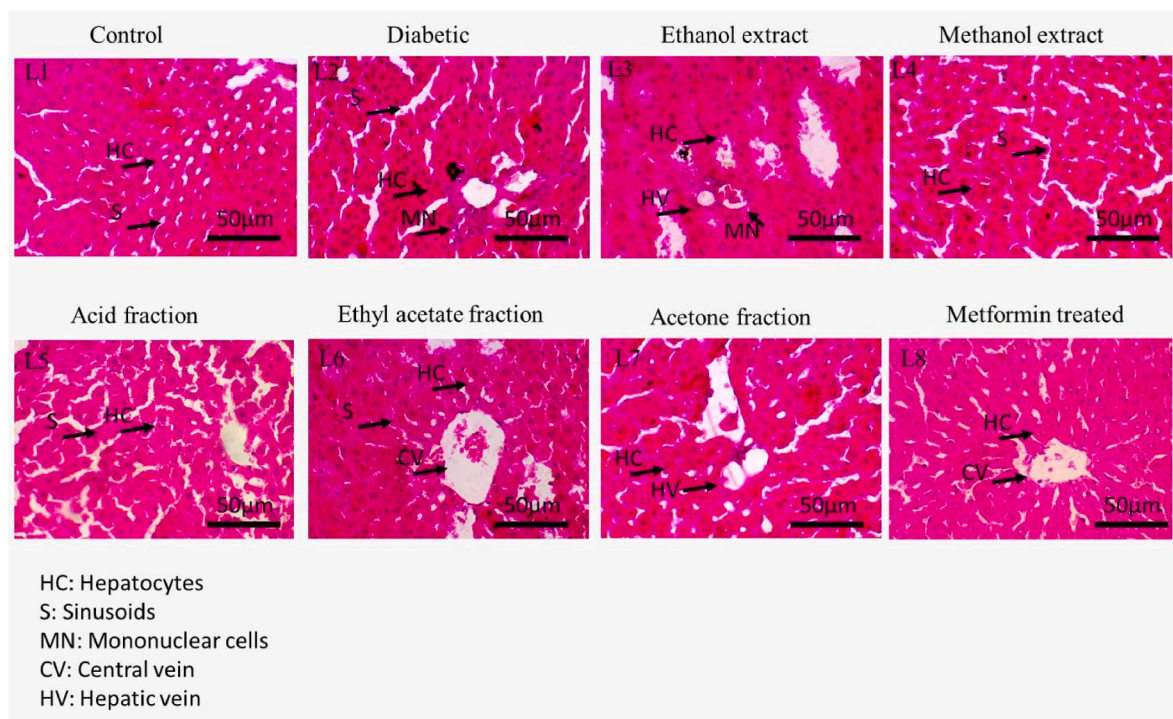 Control Diabetic Ethanol extract Methanol extract
L1 L2 L3 L4
S
HC HC S
HC HC HV
S MN MN
50µm 50µm 50µm 50µm
Acid fraction Ethyl acetate fraction Acetone fraction Metformin treated
L5 L6 L7 L8
HC
S HC S HC
CV HC HV CV
50µm 50µm 50µm 50µm
HC: Hepatocytes
S: Sinusoids
MN: Mononuclear cells
CV: Central vein
HV: Hepatic vein